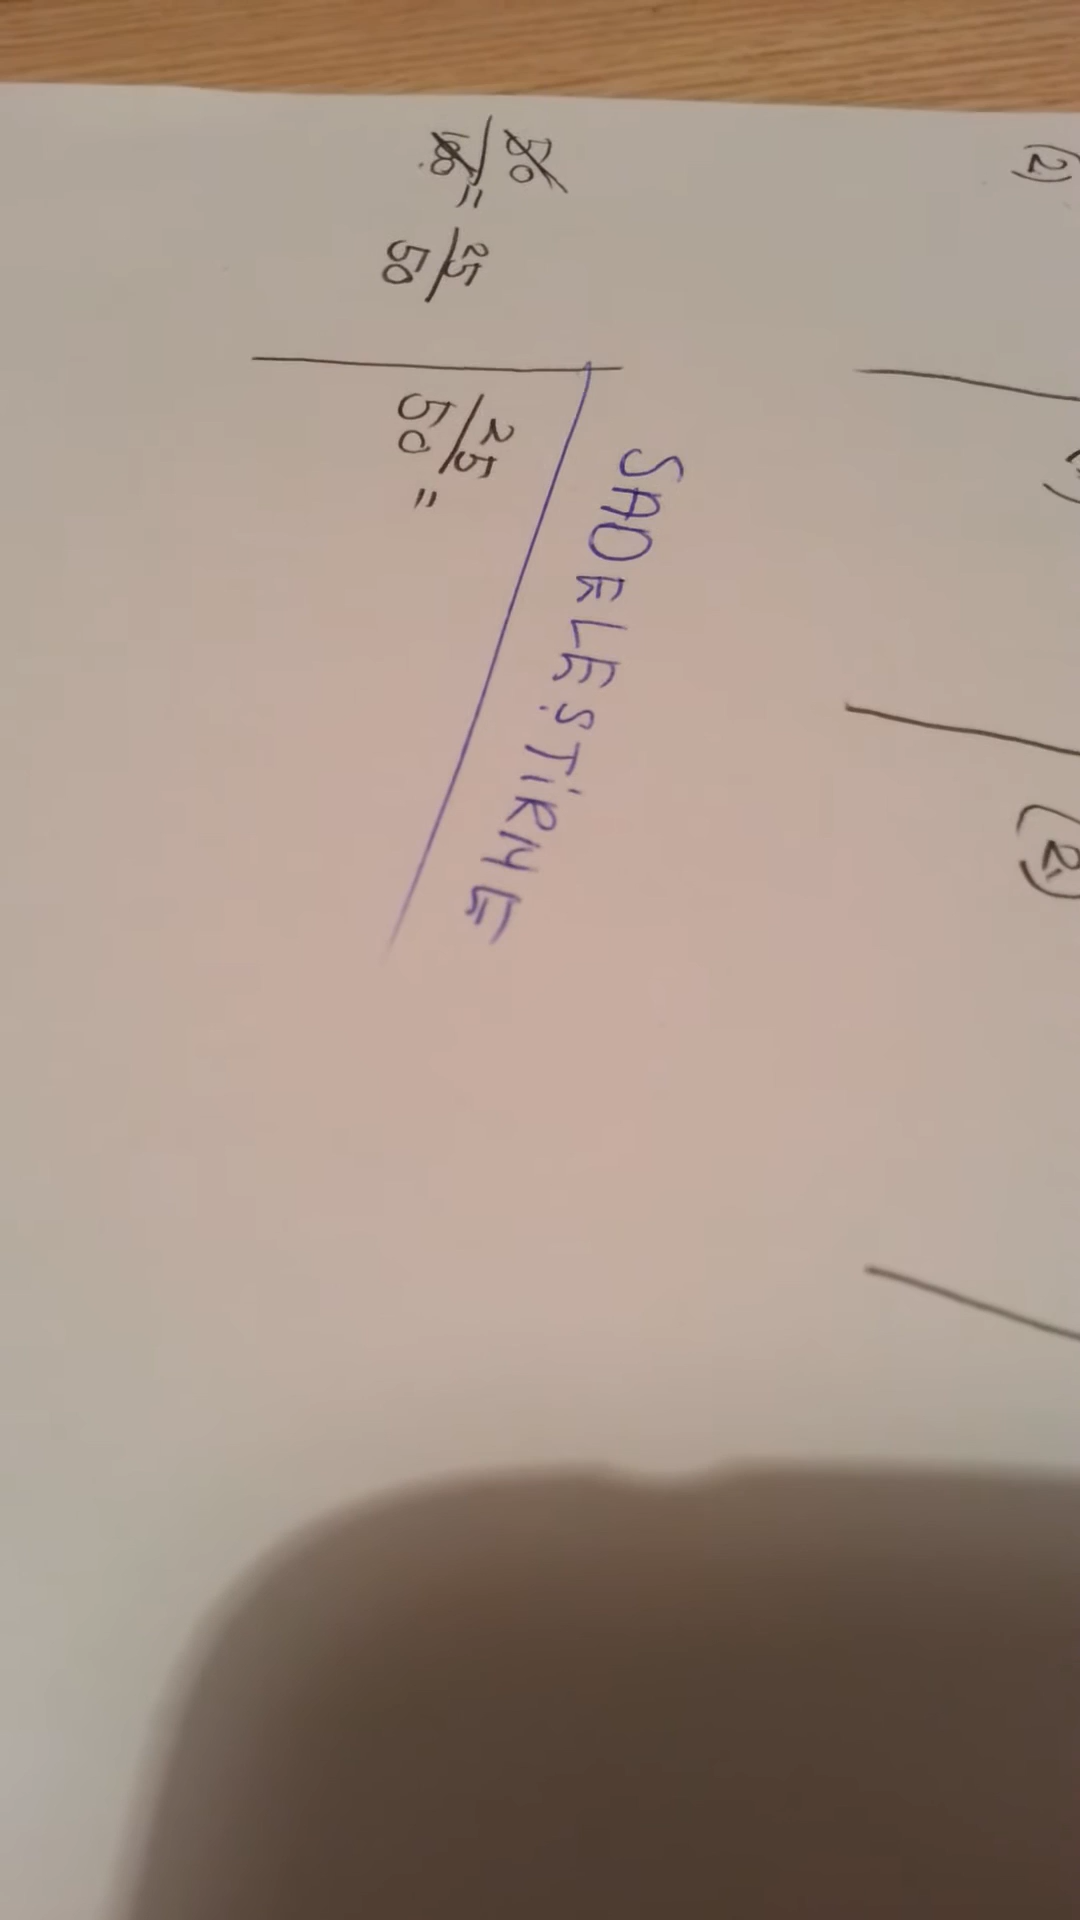 SADELEŞTİRME
50/100 = 25/50
25/50 =
(2)
(2)